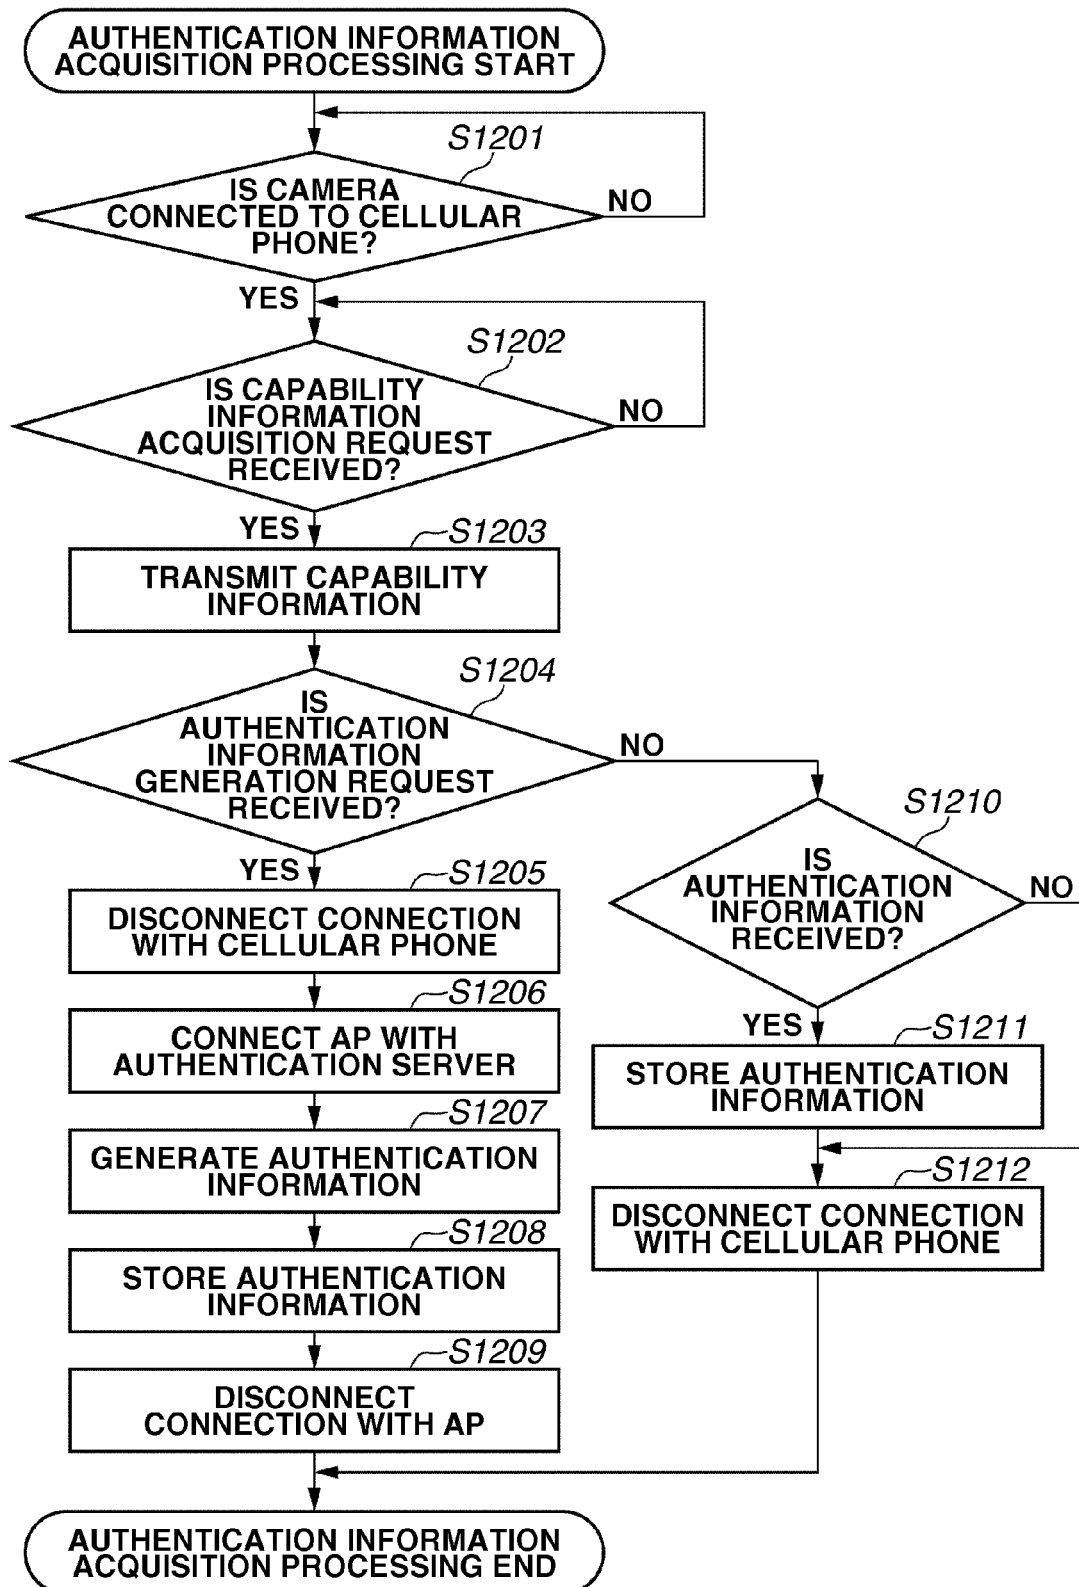 AUTHENTICATION INFORMATION
ACQUISITION PROCESSING START
S1201
IS CAMERA
CONNECTED TO CELLULAR
PHONE?
NO
YES
S1202
IS CAPABILITY
INFORMATION
ACQUISITION REQUEST
RECEIVED?
NO
YES
S1203
TRANSMIT CAPABILITY
INFORMATION
S1204
IS
AUTHENTICATION
INFORMATION
GENERATION REQUEST
RECEIVED?
NO
YES
S1205
DISCONNECT CONNECTION
WITH CELLULAR PHONE
S1206
CONNECT AP WITH
AUTHENTICATION SERVER
S1207
GENERATE AUTHENTICATION
INFORMATION
S1208
STORE AUTHENTICATION
INFORMATION
S1209
DISCONNECT
CONNECTION WITH AP
S1210
IS
AUTHENTICATION
INFORMATION
RECEIVED?
NO
YES
S1211
STORE AUTHENTICATION
INFORMATION
S1212
DISCONNECT CONNECTION
WITH CELLULAR PHONE
AUTHENTICATION INFORMATION
ACQUISITION PROCESSING END